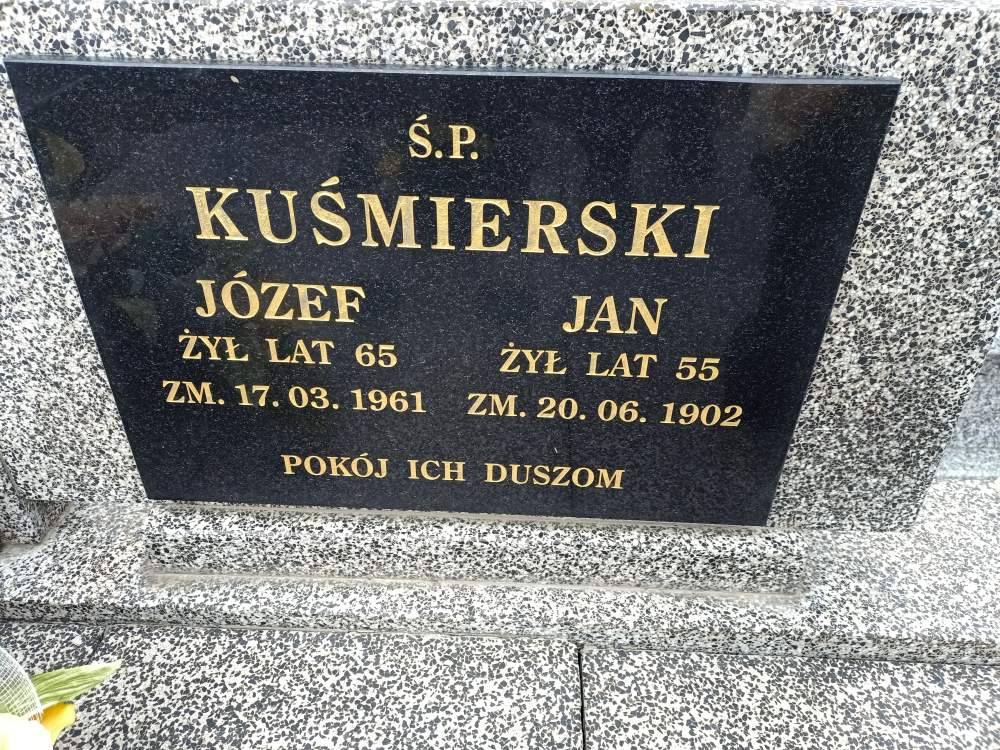 Ś.P.
KUŚMIERSKI
JÓZEF
ŻYŁ LAT 65
ZM. 17. 03. 1961
JAN
ŻYŁ LAT 55
ZM. 20. 06. 1902
POKÓJ ICH DUSZOM